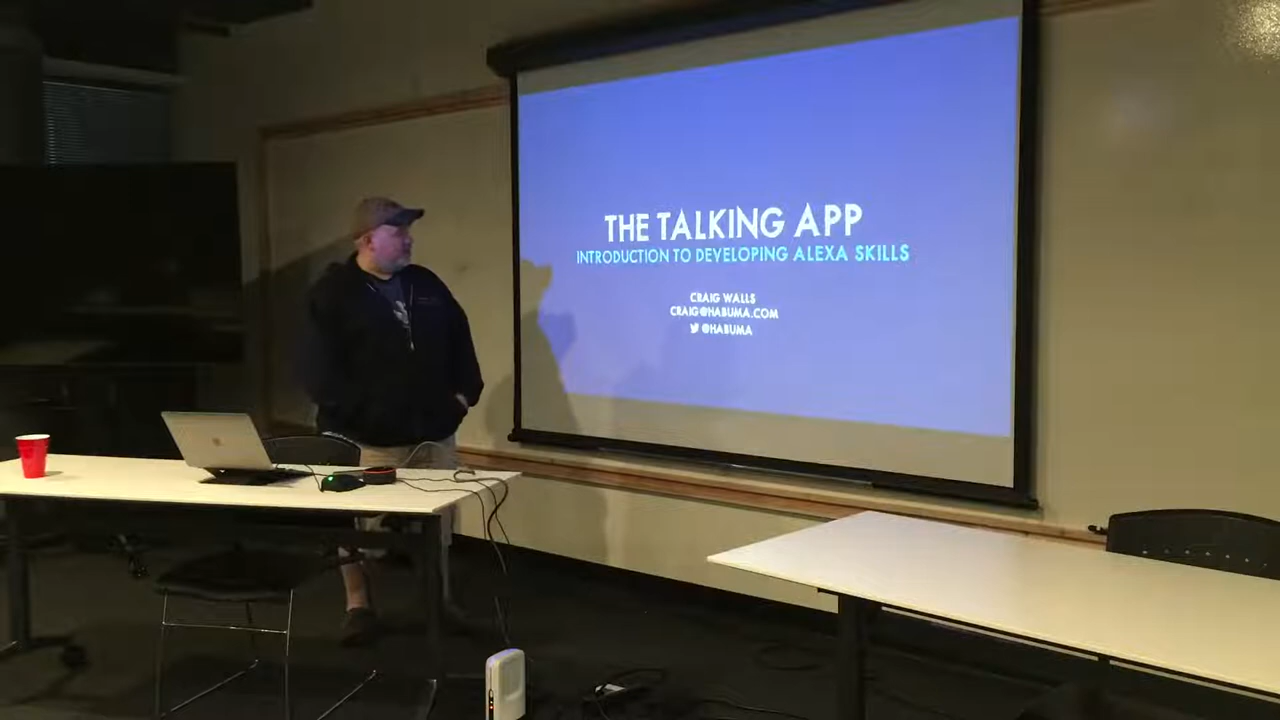 THE TALKING APP
INTRODUCTION TO DEVELOPING ALEXA SKILLS
CRAIG WALLS
CRAIG@HABUMA.COM
@HABUMA